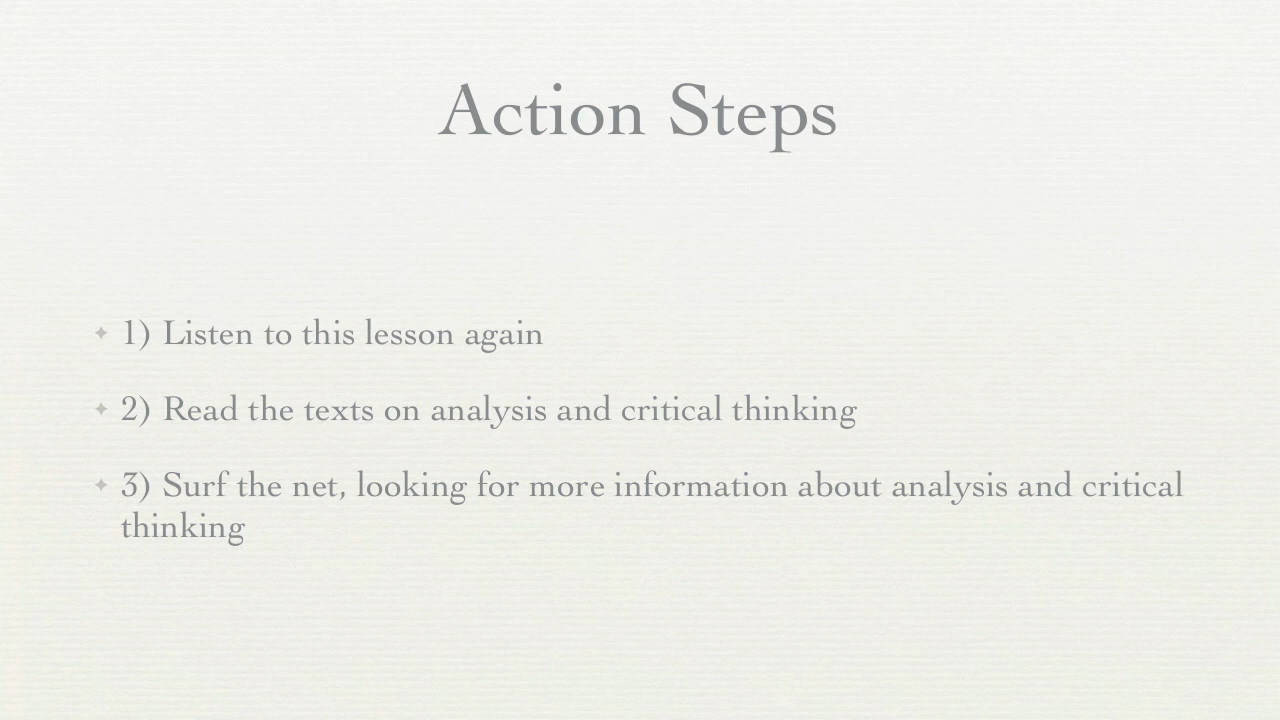 Action Steps
✦ 1) Listen to this lesson again
✦ 2) Read the texts on analysis and critical thinking
✦ 3) Surf the net, looking for more information about analysis and critical
thinking